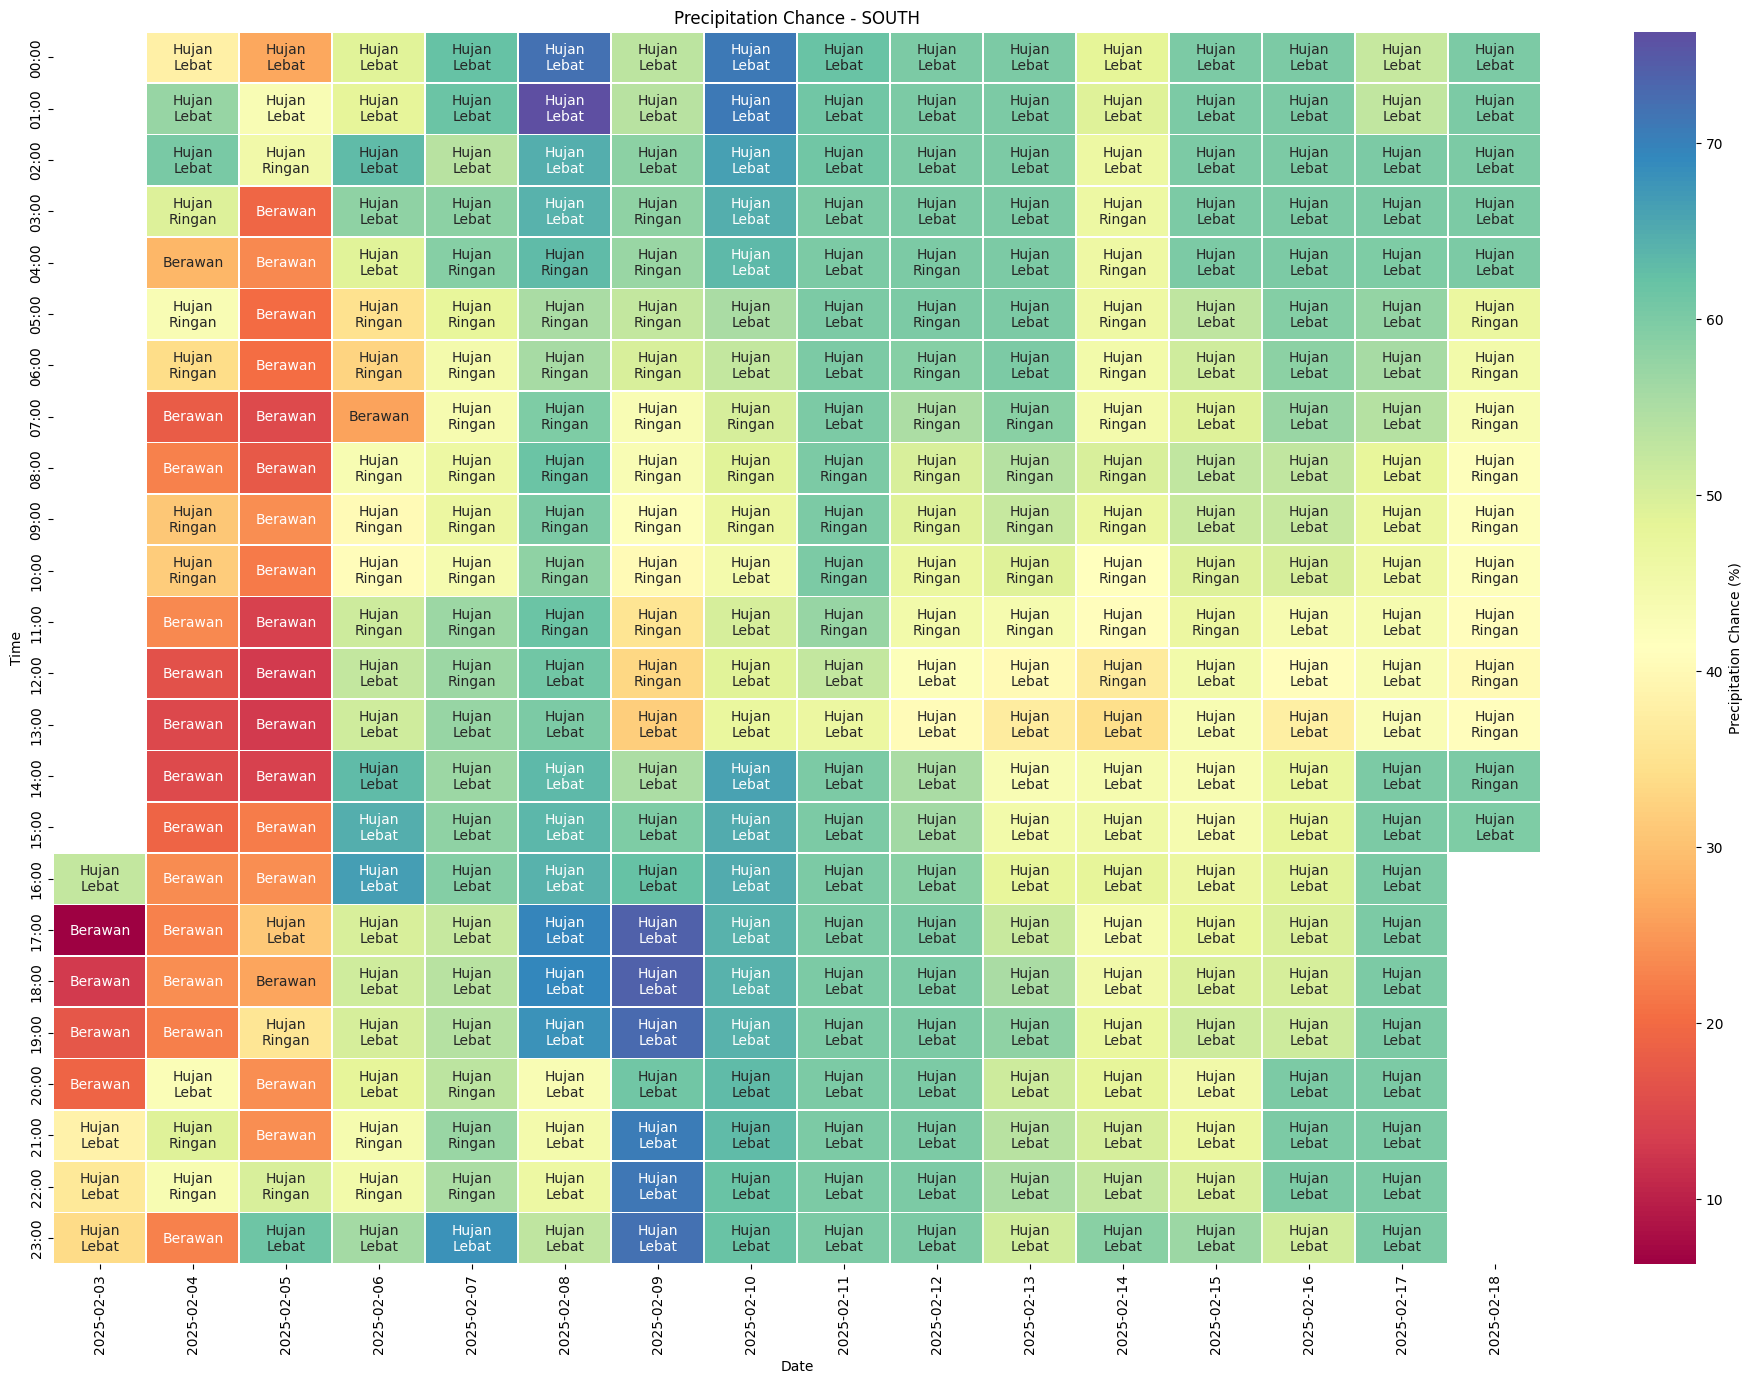 Precipitation Chance - SOUTH
00:00 Hujan Lebat Hujan Lebat Hujan Lebat Hujan Lebat Hujan Lebat Hujan Lebat Hujan Lebat Hujan Lebat Hujan Lebat Hujan Lebat Hujan Lebat Hujan Lebat Hujan Lebat Hujan Lebat Hujan Lebat
01:00 Hujan Lebat Hujan Lebat Hujan Lebat Hujan Lebat Hujan Lebat Hujan Lebat Hujan Lebat Hujan Lebat Hujan Lebat Hujan Lebat Hujan Lebat Hujan Lebat Hujan Lebat Hujan Lebat Hujan Lebat
02:00 Hujan Lebat Hujan Ringan Hujan Lebat Hujan Lebat Hujan Lebat Hujan Lebat Hujan Lebat Hujan Lebat Hujan Lebat Hujan Lebat Hujan Lebat Hujan Lebat Hujan Lebat Hujan Lebat Hujan Lebat
03:00 Hujan Ringan Berawan Hujan Lebat Hujan Lebat Hujan Lebat Hujan Ringan Hujan Lebat Hujan Lebat Hujan Lebat Hujan Lebat Hujan Ringan Hujan Lebat Hujan Lebat Hujan Lebat Hujan Lebat
04:00 Berawan Berawan Hujan Lebat Hujan Ringan Hujan Ringan Hujan Ringan Hujan Lebat Hujan Lebat Hujan Ringan Hujan Lebat Hujan Ringan Hujan Lebat Hujan Lebat Hujan Lebat Hujan Lebat
05:00 Hujan Ringan Berawan Hujan Ringan Hujan Ringan Hujan Ringan Hujan Ringan Hujan Lebat Hujan Lebat Hujan Ringan Hujan Lebat Hujan Ringan Hujan Lebat Hujan Lebat Hujan Lebat Hujan Ringan
06:00 Hujan Ringan Berawan Hujan Ringan Hujan Ringan Hujan Ringan Hujan Ringan Hujan Lebat Hujan Lebat Hujan Ringan Hujan Lebat Hujan Ringan Hujan Lebat Hujan Lebat Hujan Lebat Hujan Ringan
07:00 Berawan Berawan Berawan Hujan Ringan Hujan Ringan Hujan Ringan Hujan Ringan Hujan Lebat Hujan Ringan Hujan Ringan Hujan Ringan Hujan Lebat Hujan Lebat Hujan Lebat Hujan Ringan
08:00 Berawan Berawan Hujan Ringan Hujan Ringan Hujan Ringan Hujan Ringan Hujan Ringan Hujan Ringan Hujan Ringan Hujan Ringan Hujan Ringan Hujan Lebat Hujan Lebat Hujan Lebat Hujan Ringan
09:00 Hujan Ringan Berawan Hujan Ringan Hujan Ringan Hujan Ringan Hujan Ringan Hujan Ringan Hujan Ringan Hujan Ringan Hujan Ringan Hujan Ringan Hujan Lebat Hujan Lebat Hujan Lebat Hujan Ringan
10:00 Hujan Ringan Berawan Hujan Ringan Hujan Ringan Hujan Ringan Hujan Ringan Hujan Lebat Hujan Ringan Hujan Ringan Hujan Ringan Hujan Ringan Hujan Ringan Hujan Lebat Hujan Lebat Hujan Ringan
11:00 Berawan Berawan Hujan Ringan Hujan Ringan Hujan Ringan Hujan Ringan Hujan Lebat Hujan Ringan Hujan Ringan Hujan Ringan Hujan Ringan Hujan Ringan Hujan Lebat Hujan Lebat Hujan Ringan
12:00 Berawan Berawan Hujan Lebat Hujan Ringan Hujan Lebat Hujan Ringan Hujan Lebat Hujan Lebat Hujan Lebat Hujan Lebat Hujan Ringan Hujan Lebat Hujan Lebat Hujan Lebat Hujan Ringan
13:00 Berawan Berawan Hujan Lebat Hujan Lebat Hujan Lebat Hujan Lebat Hujan Lebat Hujan Lebat Hujan Lebat Hujan Lebat Hujan Lebat Hujan Lebat Hujan Lebat Hujan Lebat Hujan Ringan
14:00 Berawan Berawan Hujan Lebat Hujan Lebat Hujan Lebat Hujan Lebat Hujan Lebat Hujan Lebat Hujan Lebat Hujan Lebat Hujan Lebat Hujan Lebat Hujan Lebat Hujan Lebat Hujan Ringan
15:00 Berawan Berawan Hujan Lebat Hujan Lebat Hujan Lebat Hujan Lebat Hujan Lebat Hujan Lebat Hujan Lebat Hujan Lebat Hujan Lebat Hujan Lebat Hujan Lebat Hujan Lebat Hujan Lebat
16:00 Hujan Lebat Berawan Berawan Hujan Lebat Hujan Lebat Hujan Lebat Hujan Lebat Hujan Lebat Hujan Lebat Hujan Lebat Hujan Lebat Hujan Lebat Hujan Lebat Hujan Lebat Hujan Lebat
17:00 Berawan Berawan Hujan Lebat Hujan Lebat Hujan Lebat Hujan Lebat Hujan Lebat Hujan Lebat Hujan Lebat Hujan Lebat Hujan Lebat Hujan Lebat Hujan Lebat Hujan Lebat Hujan Lebat
18:00 Berawan Berawan Berawan Hujan Lebat Hujan Lebat Hujan Lebat Hujan Lebat Hujan Lebat Hujan Lebat Hujan Lebat Hujan Lebat Hujan Lebat Hujan Lebat Hujan Lebat Hujan Lebat
19:00 Berawan Berawan Hujan Ringan Hujan Lebat Hujan Lebat Hujan Lebat Hujan Lebat Hujan Lebat Hujan Lebat Hujan Lebat Hujan Lebat Hujan Lebat Hujan Lebat Hujan Lebat Hujan Lebat
20:00 Berawan Hujan Lebat Berawan Hujan Lebat Hujan Ringan Hujan Lebat Hujan Lebat Hujan Lebat Hujan Lebat Hujan Lebat Hujan Lebat Hujan Lebat Hujan Lebat Hujan Lebat Hujan Lebat
21:00 Hujan Lebat Hujan Ringan Berawan Hujan Ringan Hujan Ringan Hujan Lebat Hujan Lebat Hujan Lebat Hujan Lebat Hujan Lebat Hujan Lebat Hujan Lebat Hujan Lebat Hujan Lebat Hujan Lebat
22:00 Hujan Lebat Hujan Ringan Hujan Ringan Hujan Ringan Hujan Ringan Hujan Lebat Hujan Lebat Hujan Lebat Hujan Lebat Hujan Lebat Hujan Lebat Hujan Lebat Hujan Lebat Hujan Lebat Hujan Lebat
23:00 Hujan Lebat Berawan Hujan Lebat Hujan Lebat Hujan Lebat Hujan Lebat Hujan Lebat Hujan Lebat Hujan Lebat Hujan Lebat Hujan Lebat Hujan Lebat Hujan Lebat Hujan Lebat Hujan Lebat
Time
2025-02-03 2025-02-04 2025-02-05 2025-02-06 2025-02-07 2025-02-08 2025-02-09 2025-02-10 2025-02-11 2025-02-12 2025-02-13 2025-02-14 2025-02-15 2025-02-16 2025-02-17 2025-02-18
Date
70
60
50
40
30
20
10
Precipitation Chance (%)